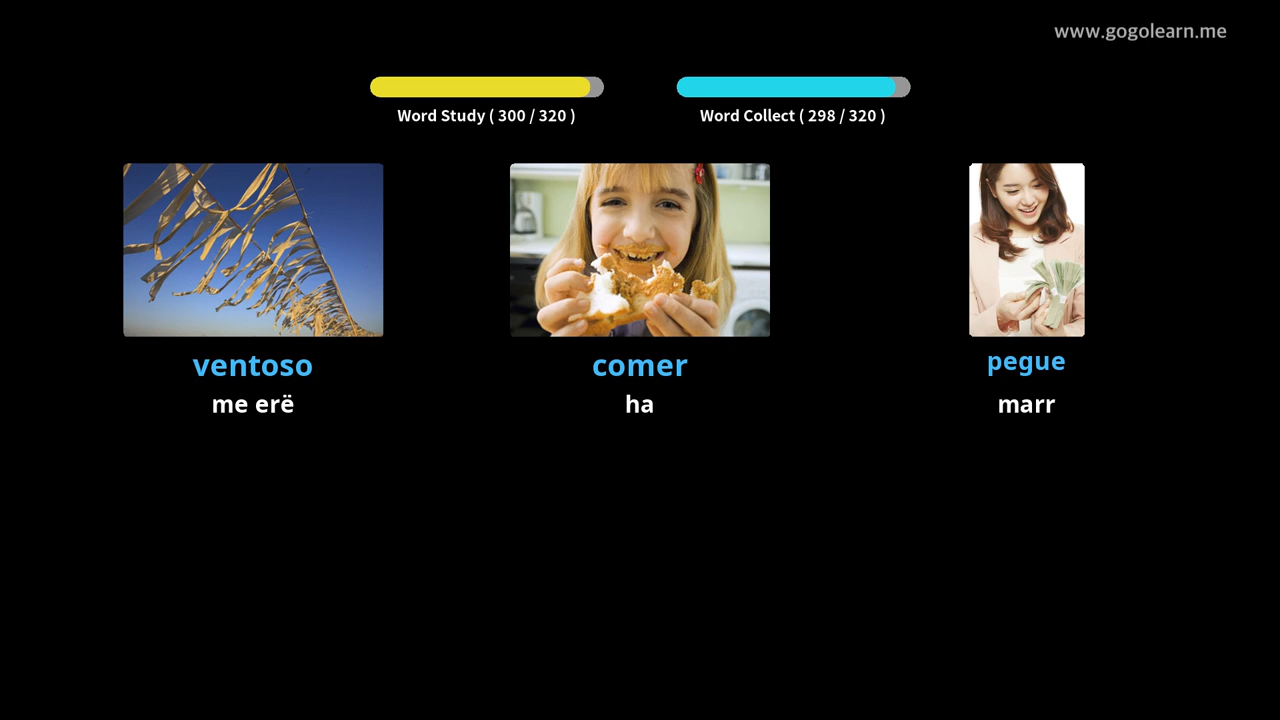 www.gogolearn.me
Word Study ( 300 / 320 )
Word Collect ( 298 / 320 )
ventoso
comer
pegue
me erë
ha
marr